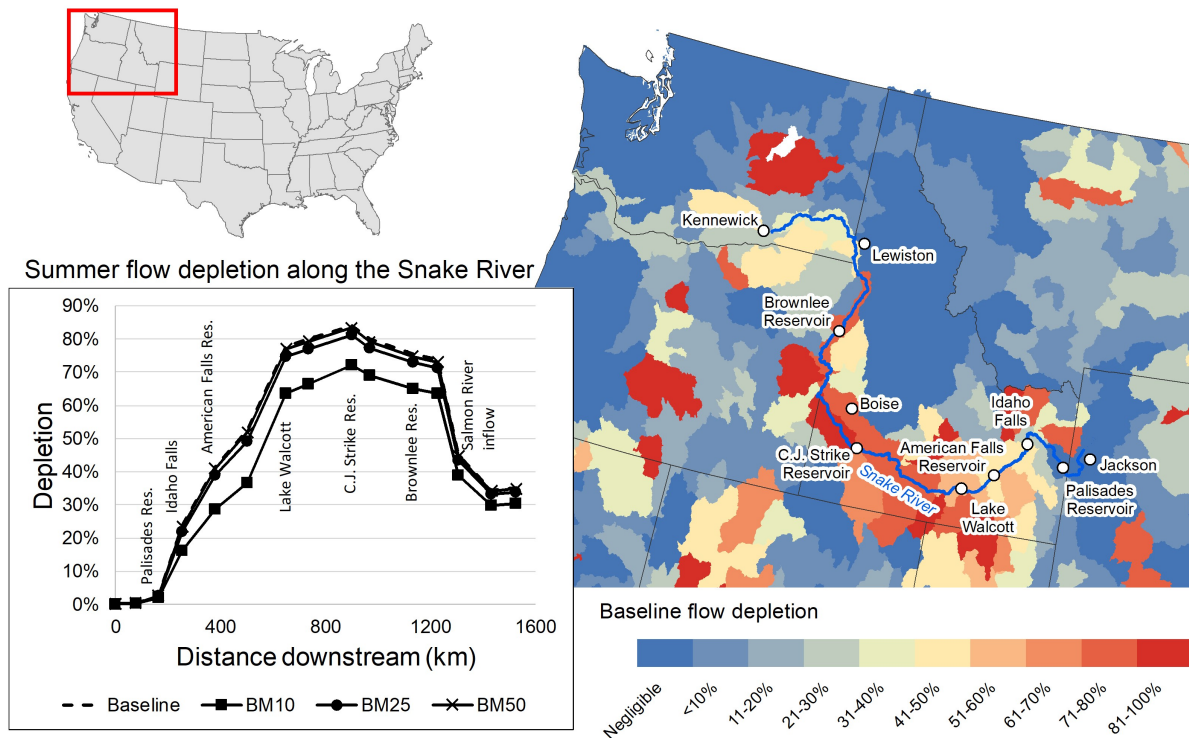 Summer flow depletion along the Snake River
90%
80%
70%
60%
50%
40%
30%
20%
10%
0%
Depletion
Palisades Res.
Idaho Falls
American Falls Res.
Lake Walcott
C.J. Strike Res.
Brownlee Res.
Salmon River
inflow
0
400
800
1200
1600
Distance downstream (km)
Baseline
BM10
BM25
BM50
Kennewick
Lewiston
Brownlee
Reservoir
Boise
C.J. Strike
Reservoir
Snake River
American Falls
Reservoir
Lake
Walcott
Idaho
Falls
Jackson
Palisades
Reservoir
Baseline flow depletion
Negligible
<10%
11-20%
21-30%
31-40%
41-50%
51-60%
61-70%
71-80%
81-100%